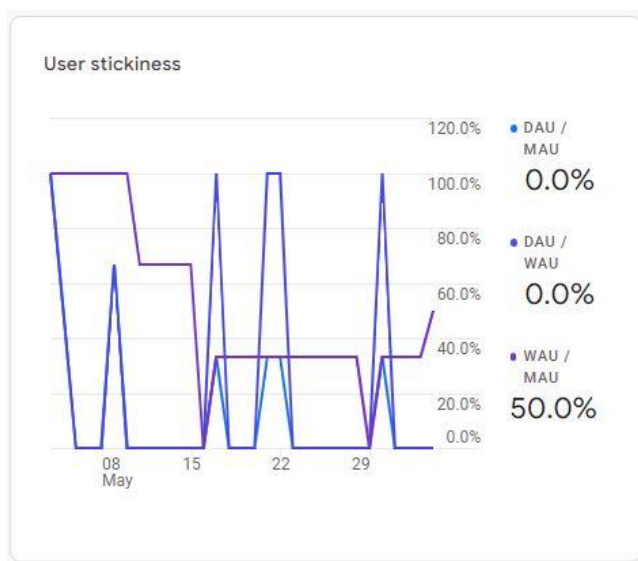 User stickiness
120.0%
100.0%
80.0%
60.0%
40.0%
20.0%
0.0%
08
May
15
22
29
DAU /
MAU
0.0%
DAU /
WAU
0.0%
WAU /
MAU
50.0%